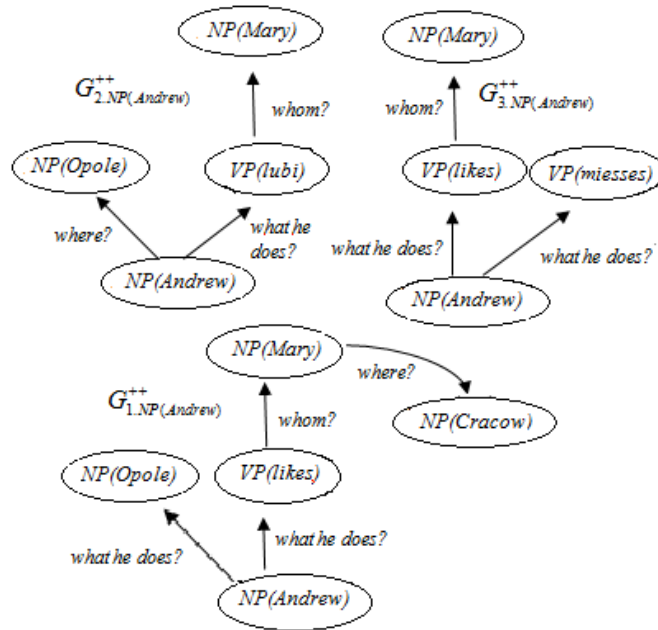 NP(Mary)
G++2.NP(Andrew)
whom?
NP(Opole)
VP(lubi)
where?
what he
does?
NP(Andrew)
NP(Mary)
whom?
G++3.NP(Andrew)
VP(likes)
VP(miesses)
what he does?
what he does?
NP(Andrew)
NP(Mary)
where?
G++1.NP(Andrew)
whom?
NP(Cracow)
NP(Opole)
VP(likes)
what he does?
what he does?
NP(Andrew)